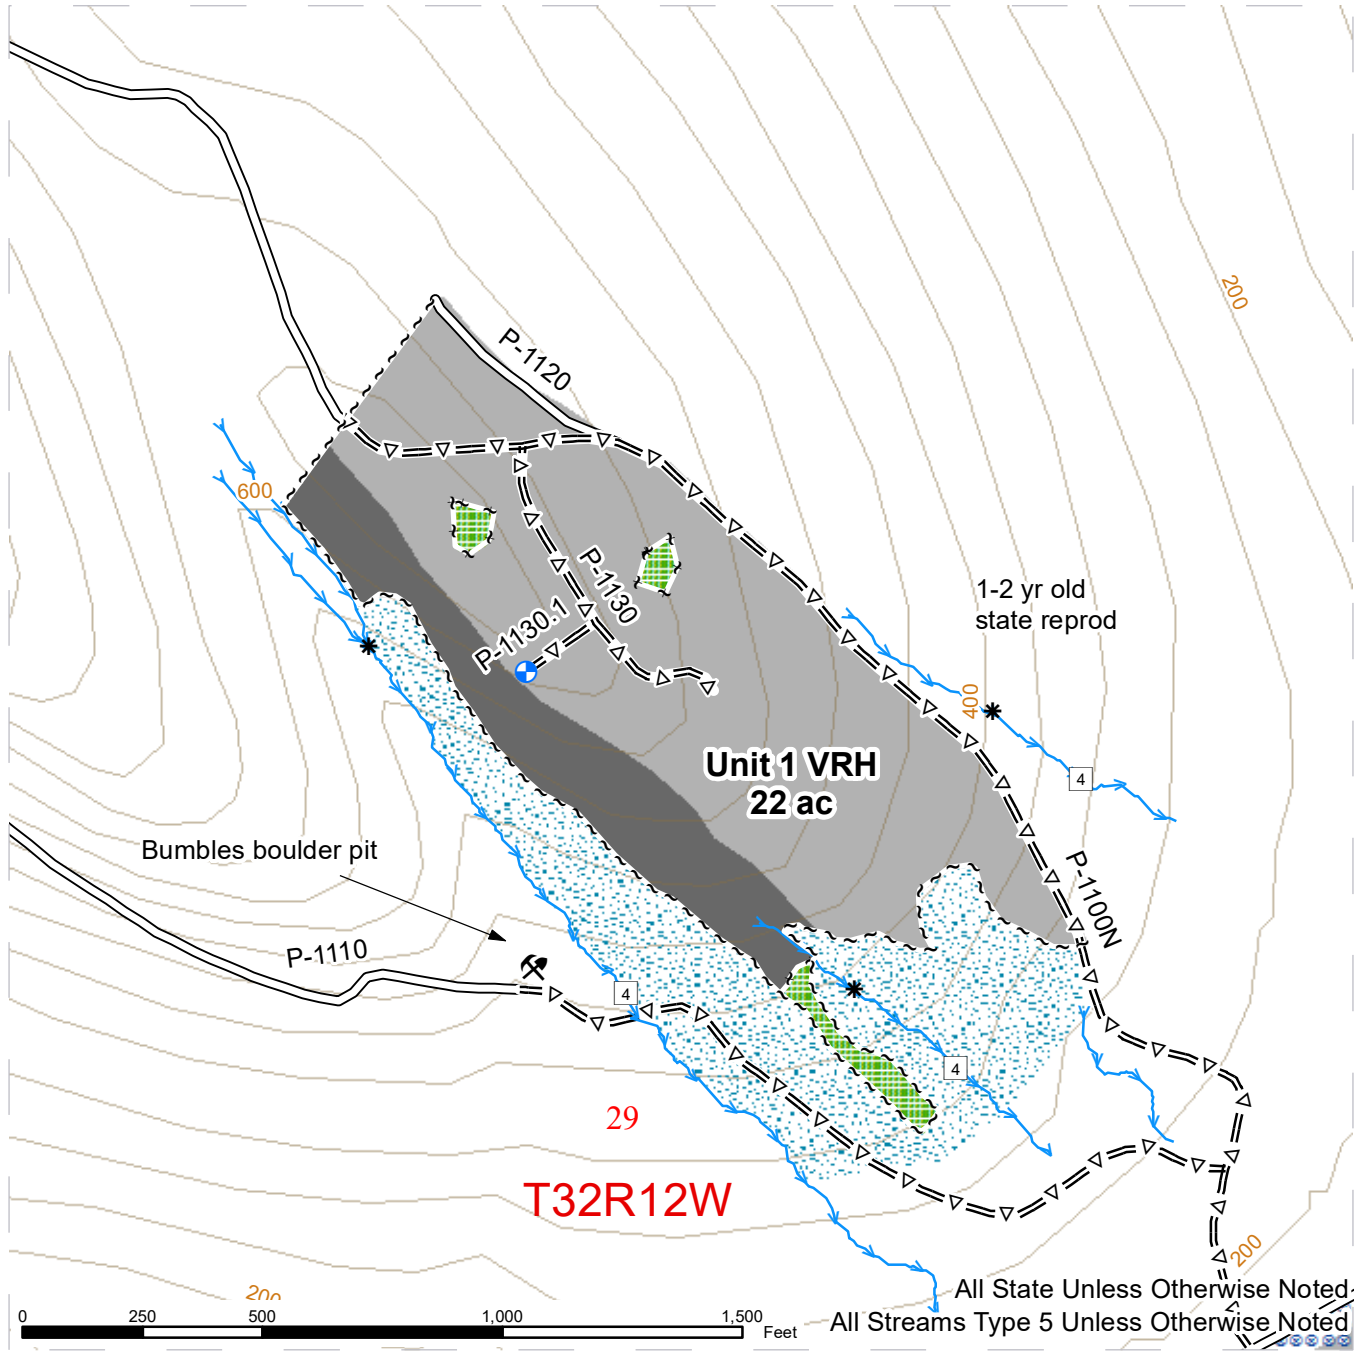 200
P-1120
600
P-1130
1-2 yr old
state reprod
P-1130.1
400
Unit 1 VRH
22 ac
4
Bumbles boulder pit
P-1100N
P-1110
4
4
29
T32R12W
200
200
All State Unless Otherwise Noted
0 250 500 1,000 1,500
Feet
All Streams Type 5 Unless Otherwise Noted